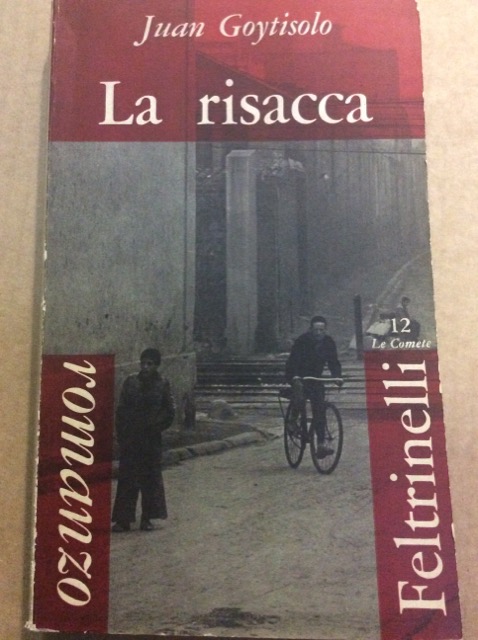 Juan Goytisolo
La risacca
12
Le Comete
romanzo
Feltrinelli